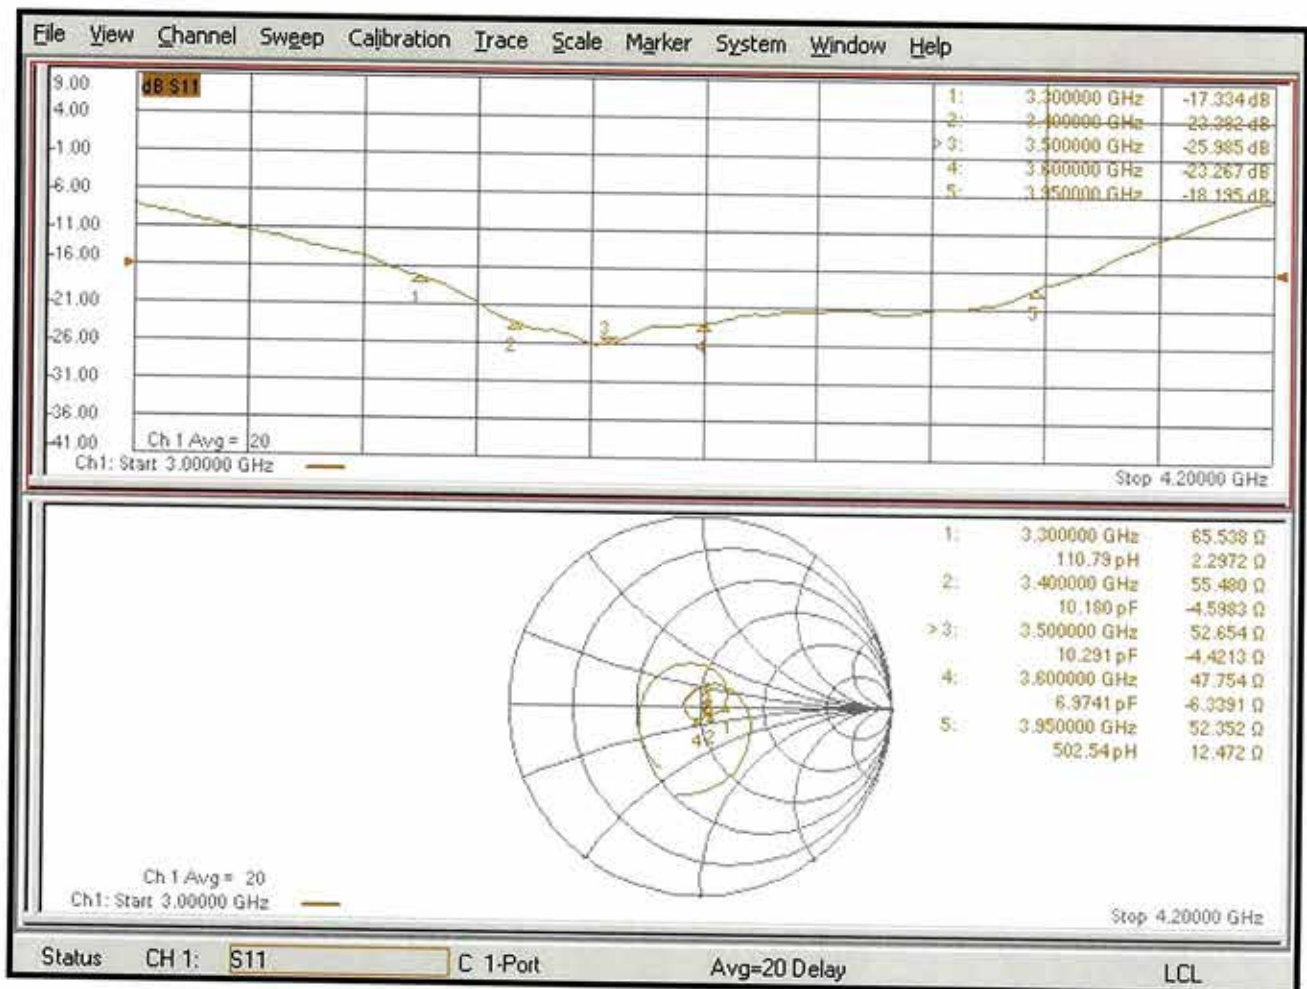 File View Channel Sweep Calibration Trace Scale Marker System Window Help
9.00
4.00
-1.00
-6.00
-11.00
-16.00
-21.00
-26.00
-31.00
-36.00
-41.00
dB S11
1: 3.300000 GHz -17.334 dB
2: 3.400000 GHz -23.382 dB
> 3: 3.500000 GHz -25.985 dB
4: 3.600000 GHz -23.267 dB
5: 3.950000 GHz -18.195 dB
1
2
3
4
5
Ch 1 Avg = 20
Ch1: Start 3.00000 GHz
Stop 4.20000 GHz
1: 3.300000 GHz 65.538 Ω
110.79 pH 2.2972 Ω
2: 3.400000 GHz 55.480 Ω
10.180 pF -4.5983 Ω
> 3: 3.500000 GHz 52.654 Ω
10.291 pF -4.4213 Ω
4: 3.600000 GHz 47.754 Ω
6.9741 pF -6.3391 Ω
5: 3.950000 GHz 52.352 Ω
502.54 pH 12.472 Ω
1
4 2
Ch 1 Avg = 20
Ch1: Start 3.00000 GHz
Stop 4.20000 GHz
Status CH 1: S11 C 1-Port Avg=20 Delay LCL